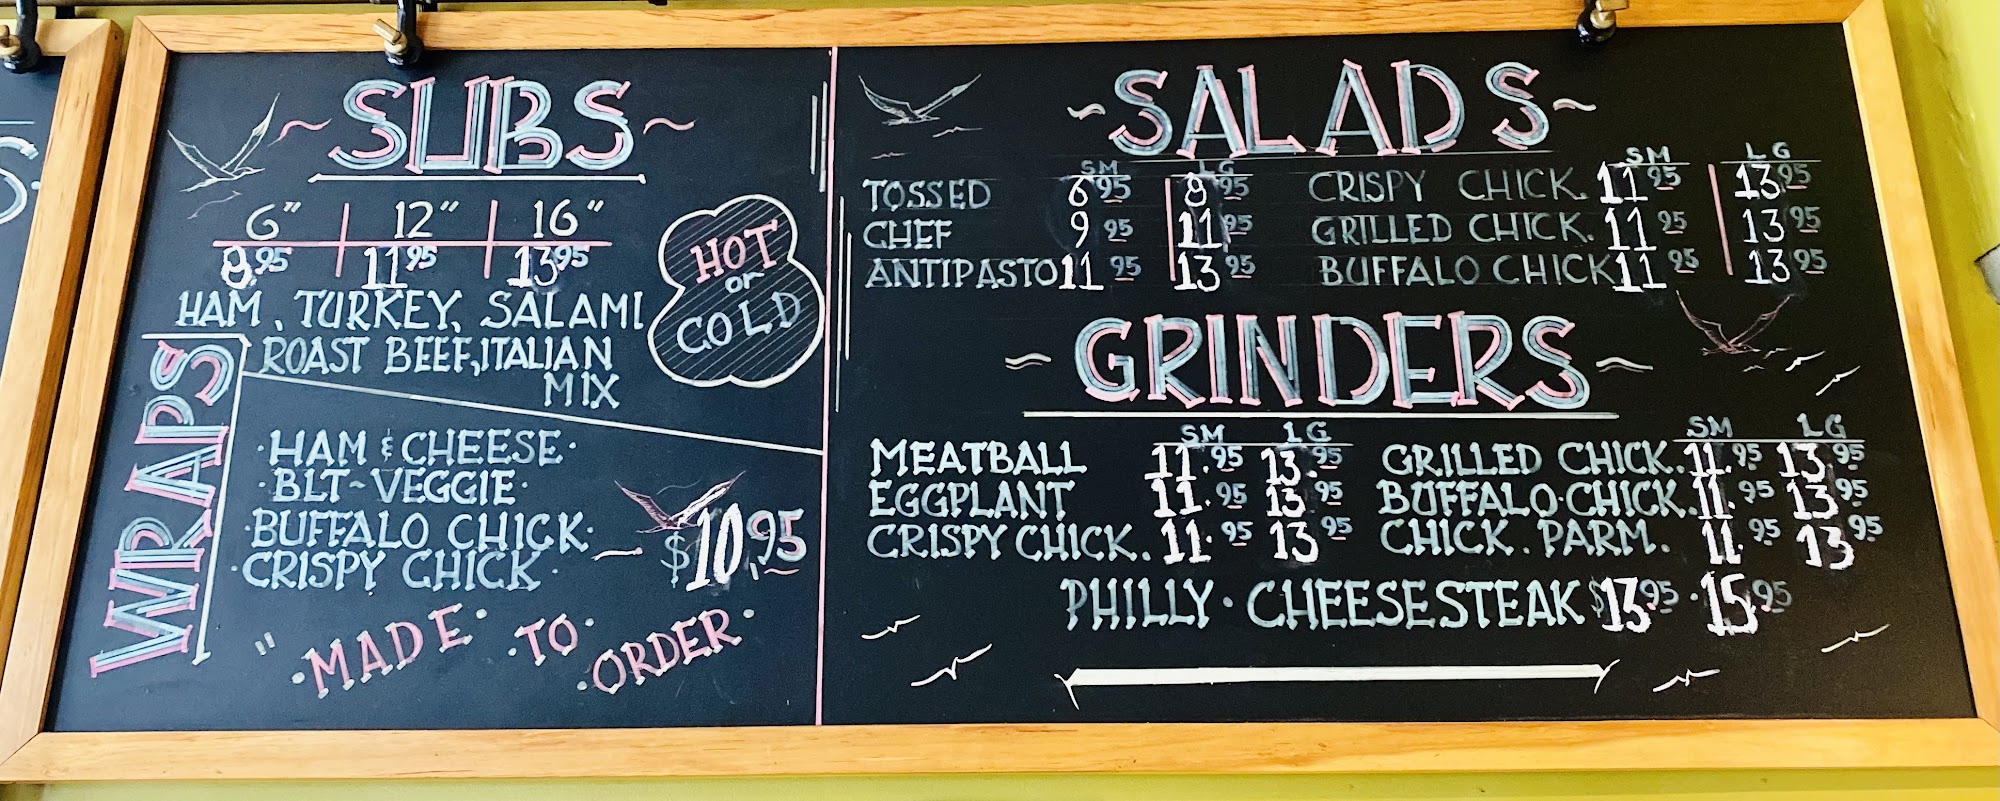 S.
SUBS
6" 12" 16"
8.95 11.95 13.95
HAM, TURKEY, SALAMI
ROAST BEEF, ITALIAN
MIX
HOT
or
COLD
WRAPS
·HAM & CHEESE·
·BLT~VEGGIE·
·BUFFALO CHICK·
·CRISPY CHICK·
$10.95
"·MADE· ·TO· ·ORDER·
~SALADS~
SM LG SM LG
TOSSED 6.95 8.95 CRISPY CHICK. 11.95 13.95
CHEF 9.95 11.95 GRILLED CHICK. 11.95 13.95
ANTIPASTO 11.95 13.95 BUFFALO CHICK 11.95 13.95
~GRINDERS~
SM LG SM LG
MEATBALL 11.95 13.95 GRILLED CHICK. 11.95 13.95
EGGPLANT 11.95 13.95 BUFFALO·CHICK. 11.95 13.95
CRISPY CHICK. 11.95 13.95 CHICK. PARM. 11.95 13.95
PHILLY·CHEESESTEAK $13.95·15.95